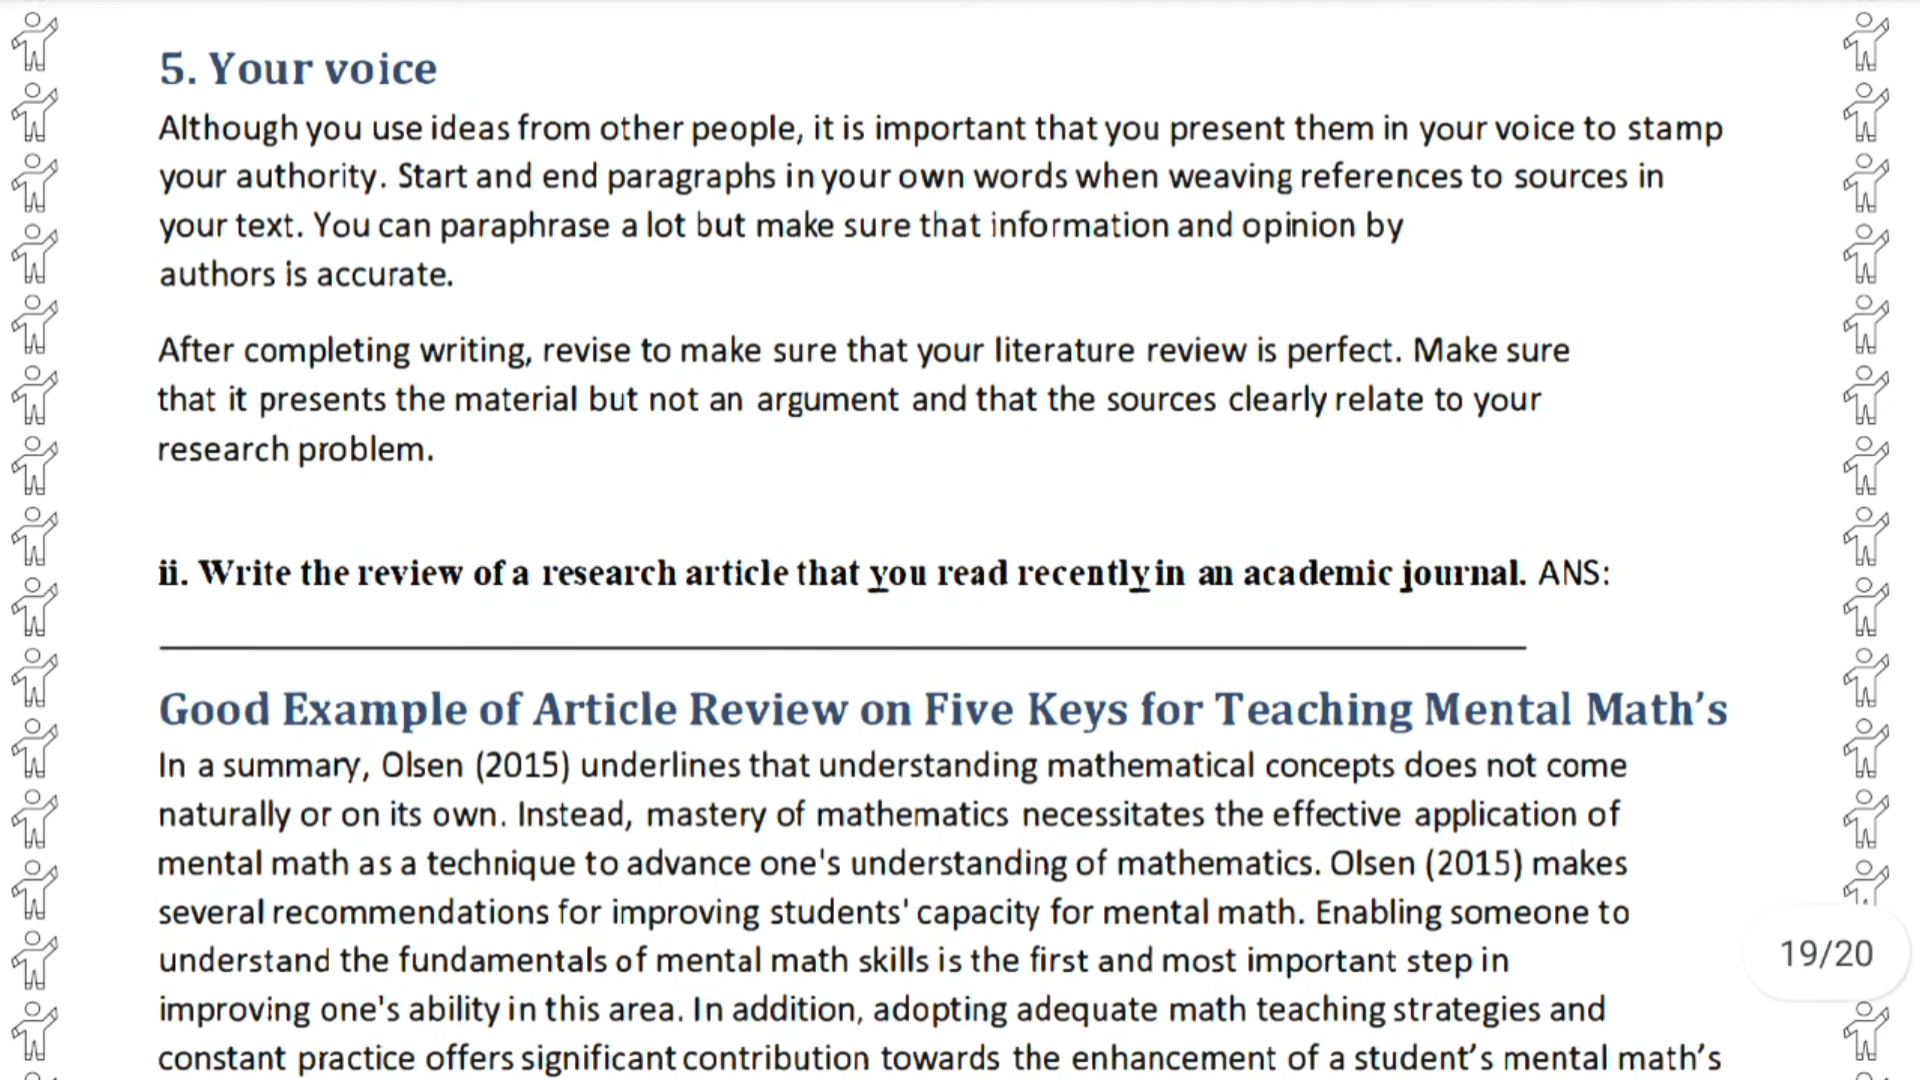 5. Your voice
Although you use ideas from other people, it is important that you present them in your voice to stamp
your authority. Start and end paragraphs in your own words when weaving references to sources in
your text. You can paraphrase a lot but make sure that information and opinion by
authors is accurate.
After completing writing, revise to make sure that your literature review is perfect. Make sure
that it presents the material but not an argument and that the sources clearly relate to your
research problem.
ii. Write the review of a research article that you read recently in an academic journal. ANS:
Good Example of Article Review on Five Keys for Teaching Mental Math’s
In a summary, Olsen (2015) underlines that understanding mathematical concepts does not come
naturally or on its own. Instead, mastery of mathematics necessitates the effective application of
mental math as a technique to advance one's understanding of mathematics. Olsen (2015) makes
several recommendations for improving students' capacity for mental math. Enabling someone to
understand the fundamentals of mental math skills is the first and most important step in
19/20
improving one's ability in this area. In addition, adopting adequate math teaching strategies and
constant practice offers significant contribution towards the enhancement of a student’s mental math’s